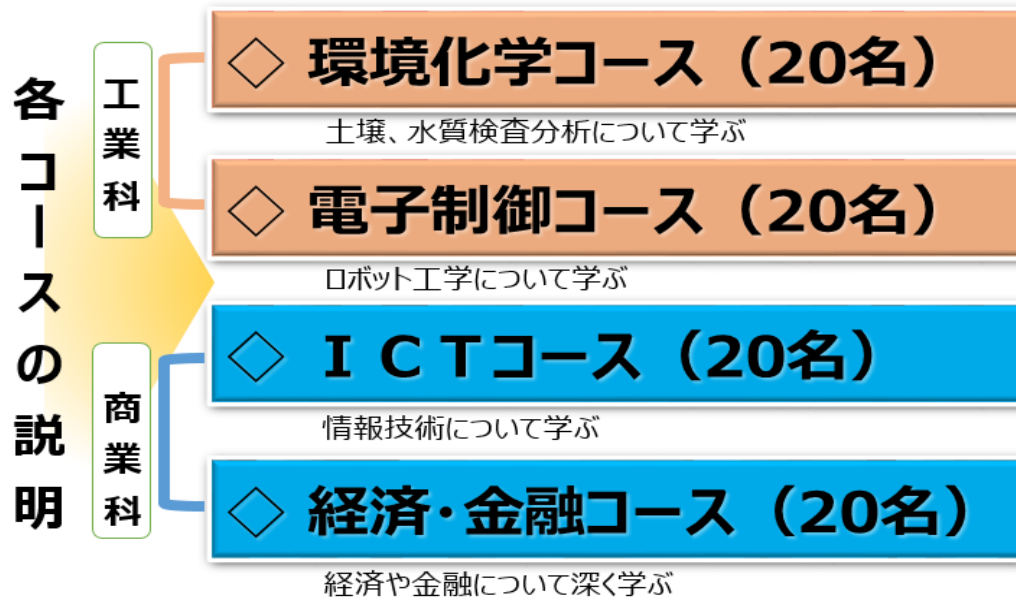 各コースの説明
工業科
◇ 環境化学コース（20名）
土壌、水質検査分析について学ぶ
◇ 電子制御コース（20名）
ロボット工学について学ぶ
商業科
◇ ＩＣＴコース（20名）
情報技術について学ぶ
◇ 経済・金融コース（20名）
経済や金融について深く学ぶ